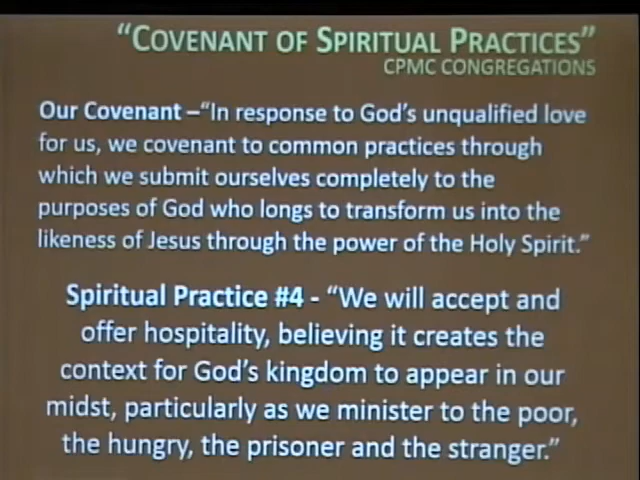 “COVENANT OF SPIRITUAL PRACTICES”
CPMC CONGREGATIONS
Our Covenant –“In response to God’s unqualified love
for us, we covenant to common practices through
which we submit ourselves completely to the
purposes of God who longs to transform us into the
likeness of Jesus through the power of the Holy Spirit.”
Spiritual Practice #4 - “We will accept and
offer hospitality, believing it creates the
context for God’s kingdom to appear in our
midst, particularly as we minister to the poor,
the hungry, the prisoner and the stranger.”